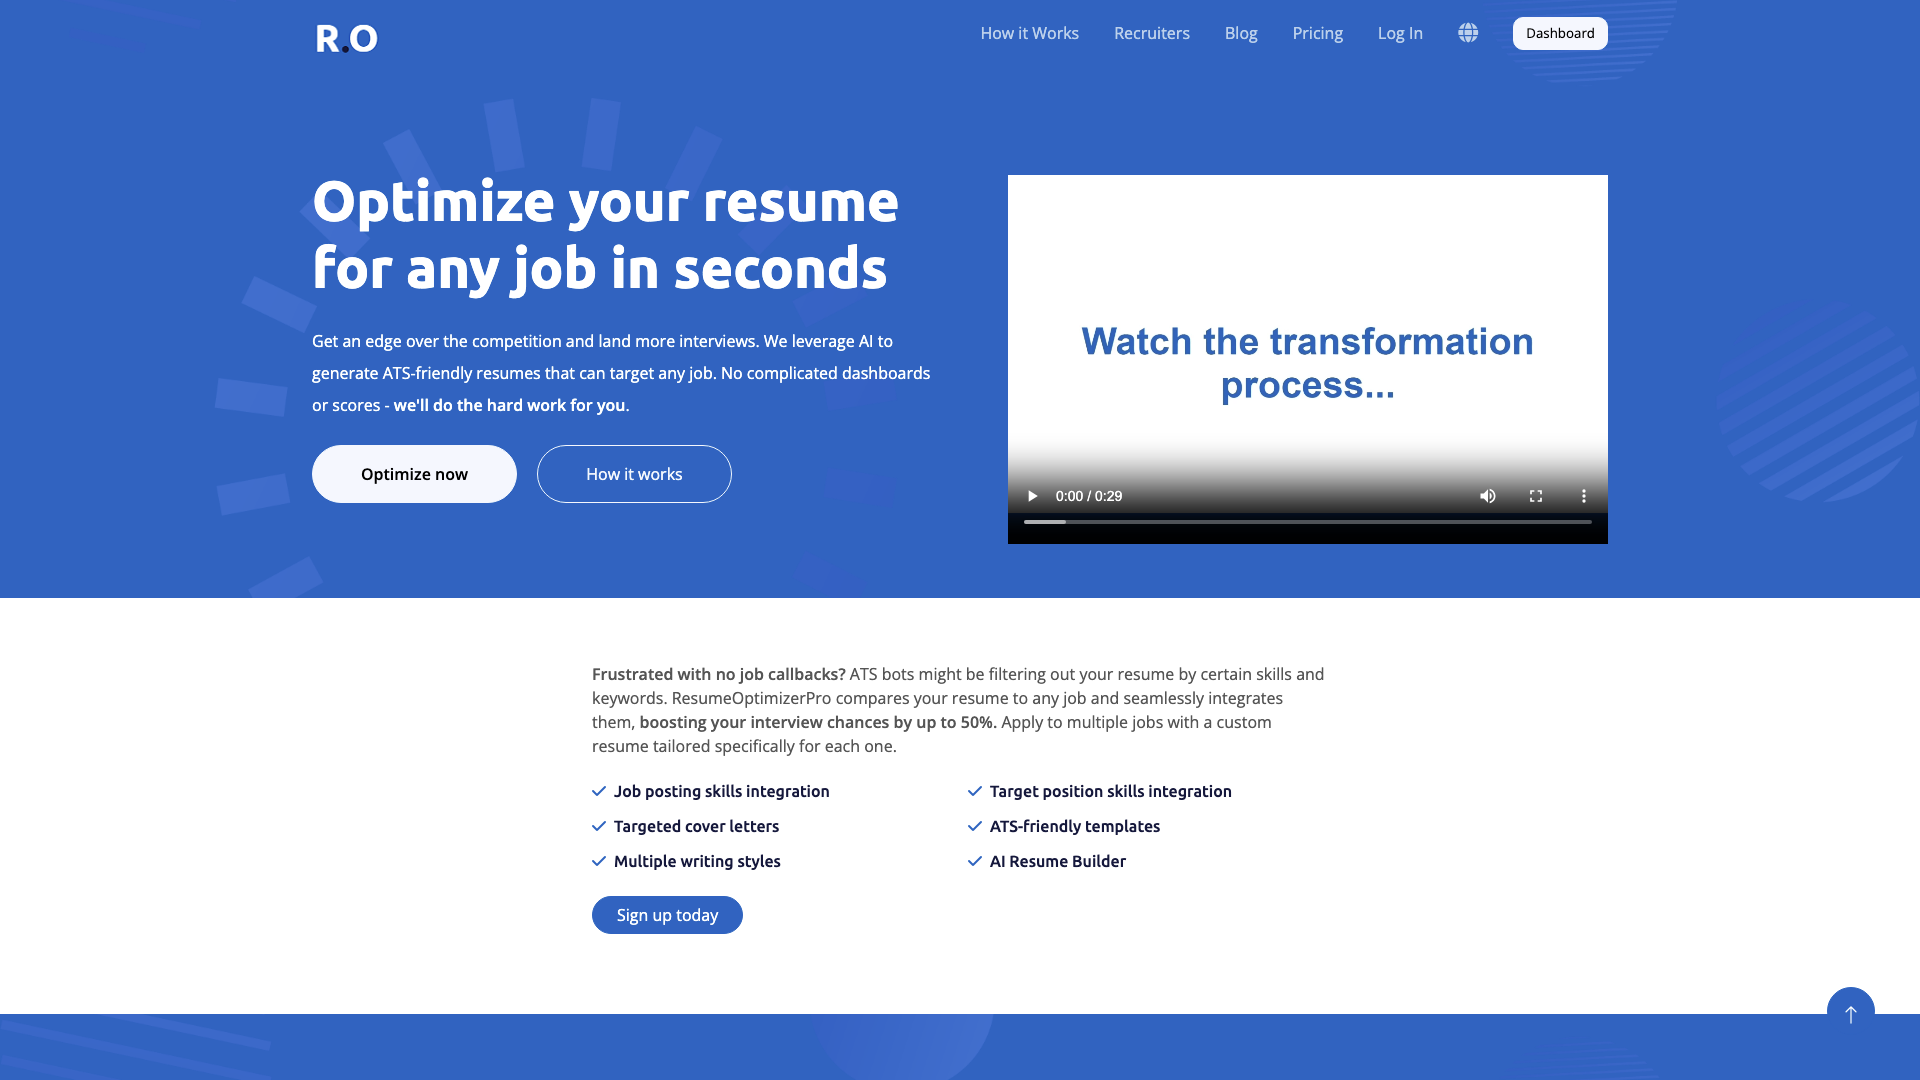 R.O
How it Works
Recruiters
Blog
Pricing
Log In
Dashboard
Optimize your resume
for any job in seconds
Get an edge over the competition and land more interviews. We leverage AI to
generate ATS-friendly resumes that can target any job. No complicated dashboards
or scores - we'll do the hard work for you.
Optimize now
How it works
Watch the transformation
process...
0:00 / 0:29
Frustrated with no job callbacks? ATS bots might be filtering out your resume by certain skills and
keywords. ResumeOptimizerPro compares your resume to any job and seamlessly integrates
them, boosting your interview chances by up to 50%. Apply to multiple jobs with a custom
resume tailored specifically for each one.
Job posting skills integration
Target position skills integration
Targeted cover letters
ATS-friendly templates
Multiple writing styles
AI Resume Builder
Sign up today